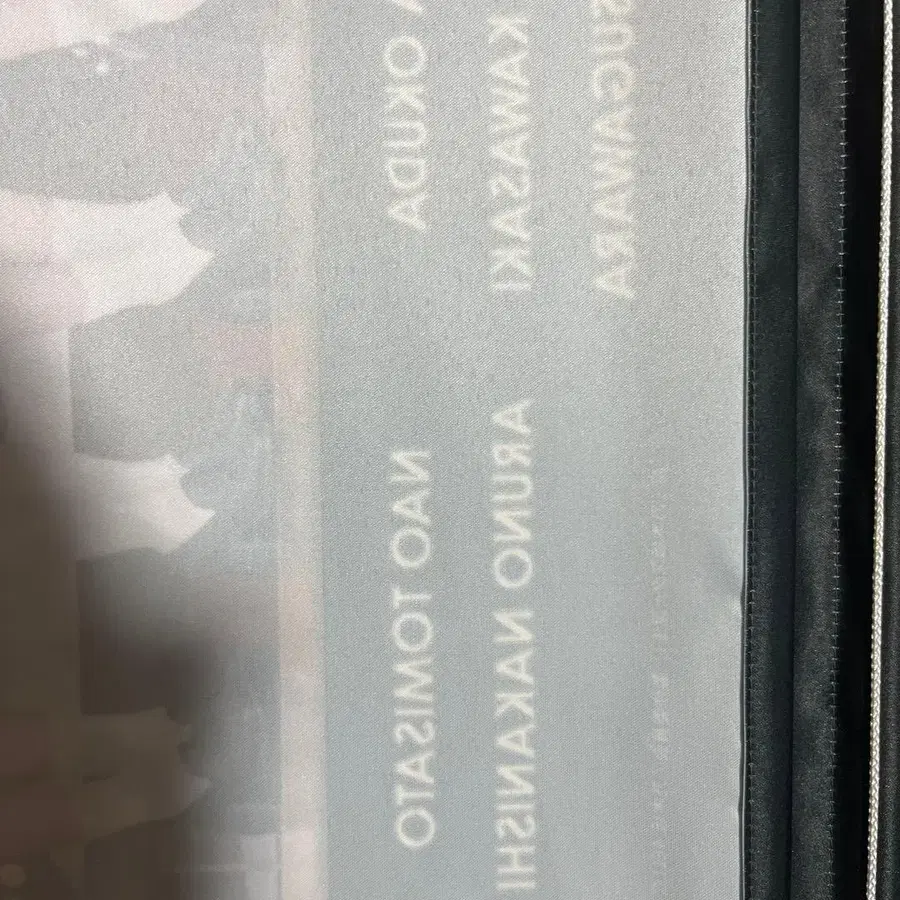 A OKUDA NAO TOMISATO
KAWASAKI ARUNO NAKANISHI
SUGAWARA